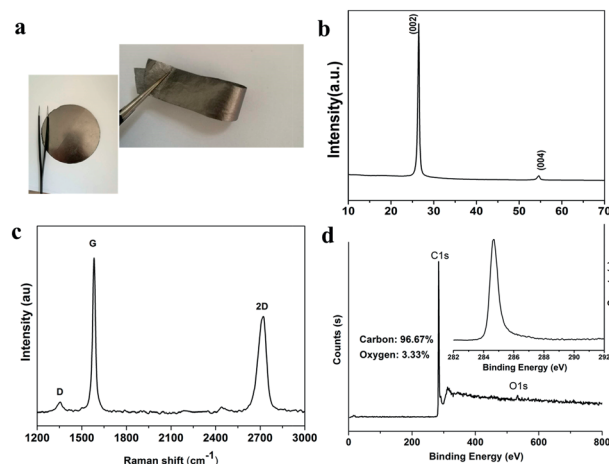 a
b
Intensity(a.u.)
(002)
(004)
10 20 30 40 50 60 70
c
Intensity (au)
D
G
2D
1200 1500 1800 2100 2400 2700 3000
Raman shift (cm-1)
d
Counts (s)
C1s
Carbon: 96.67%
Oxygen: 3.33%
O1s
0 200 400 600 800
Binding Energy (eV)
282 284 286 288 290 292
Binding Energy (eV)